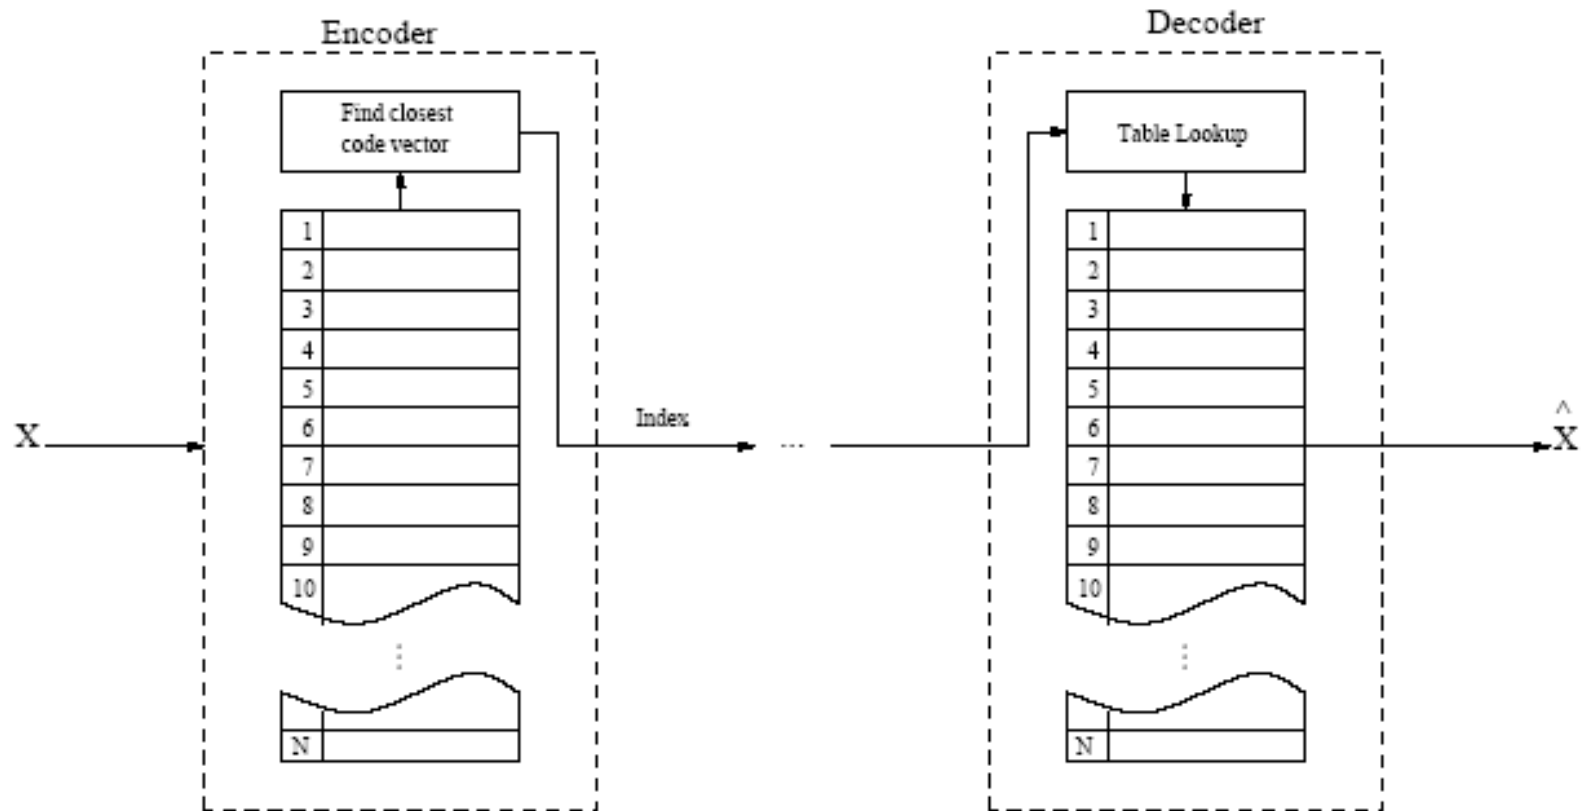 Encoder
Decoder
Find closest
code vector
Table Lookup
1
2
3
4
5
6
7
8
9
10
⋮
N
1
2
3
4
5
6
7
8
9
10
⋮
N
X
Index
...
^
X